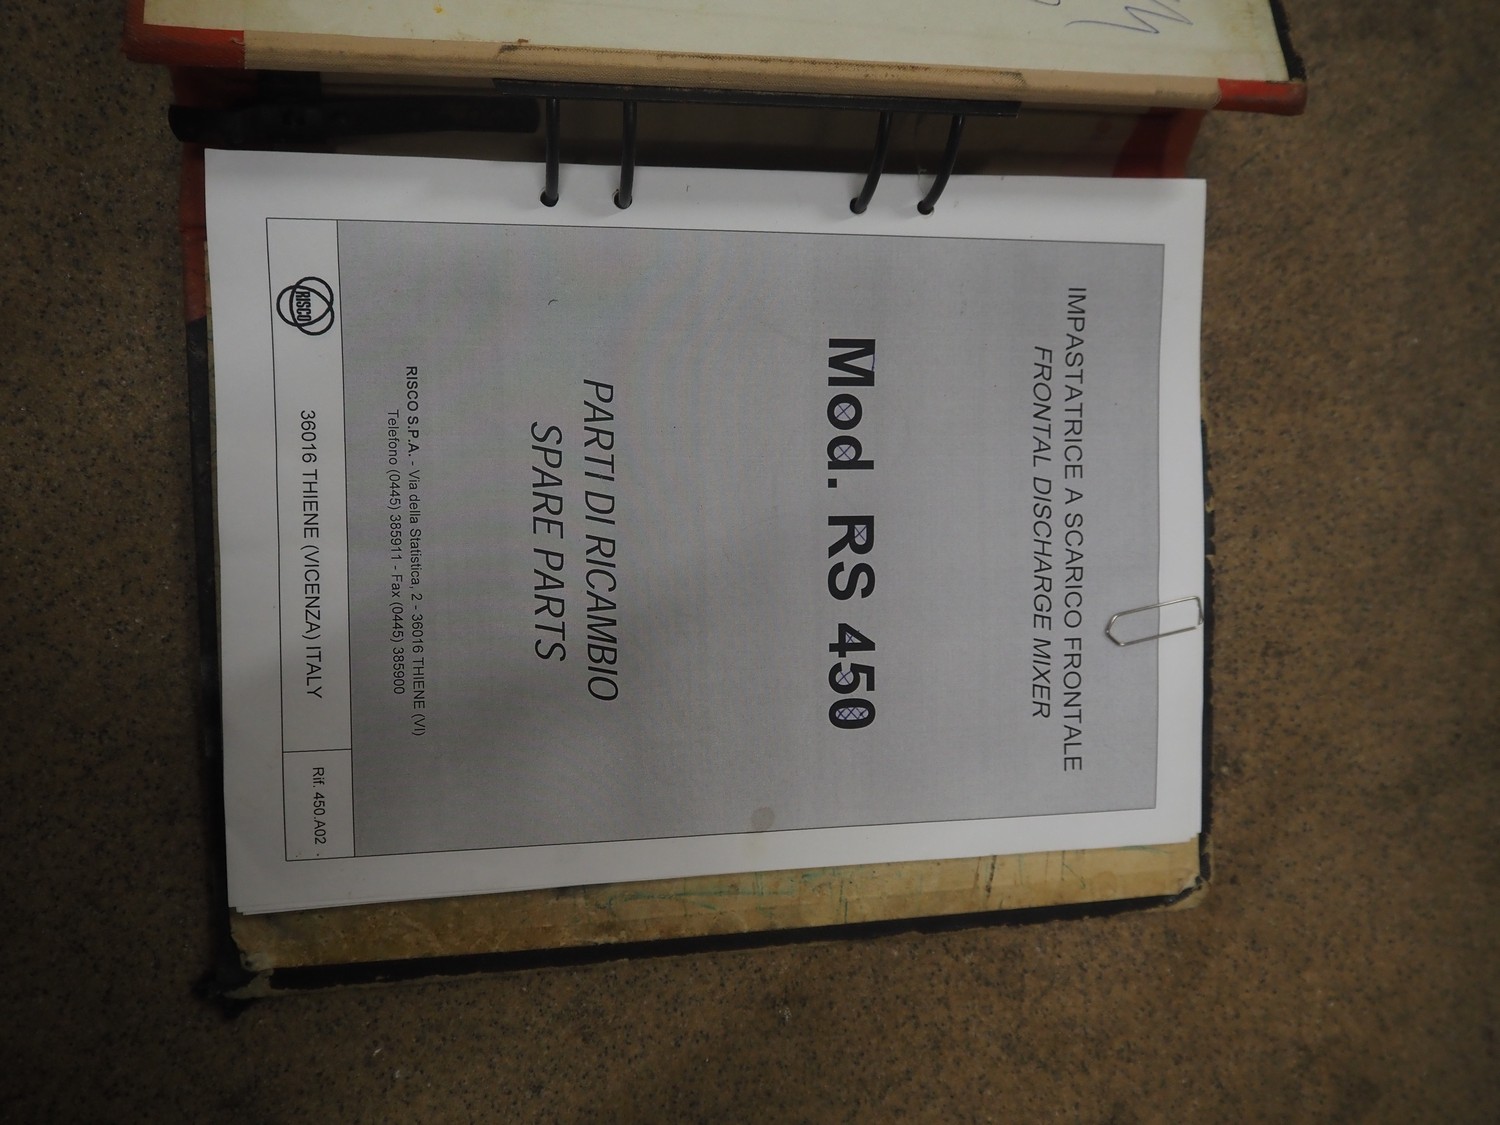 IMPASTATRICE A SCARICO FRONTALE
FRONTAL DISCHARGE MIXER
Mod. RS 450
PARTI DI RICAMBIO
SPARE PARTS
RISCO S.P.A. - Via della Statistica, 2 - 36016 THIENE (VI)
Telefono (0445) 385911 - Fax (0445) 385900
RISCO
36016 THIENE (VICENZA) ITALY
Rif. 450.A02